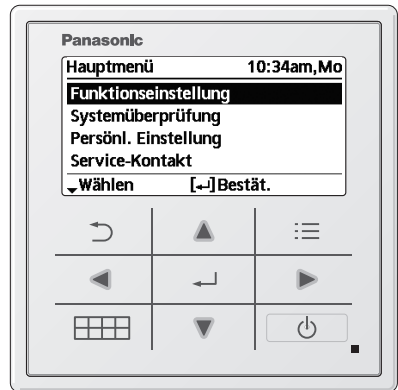 Panasonic
Hauptmenü 10:34am,Mo
Funktionseinstellung
Systemüberprüfung
Persönl. Einstellung
Service-Kontakt
Wählen [↵]Bestät.